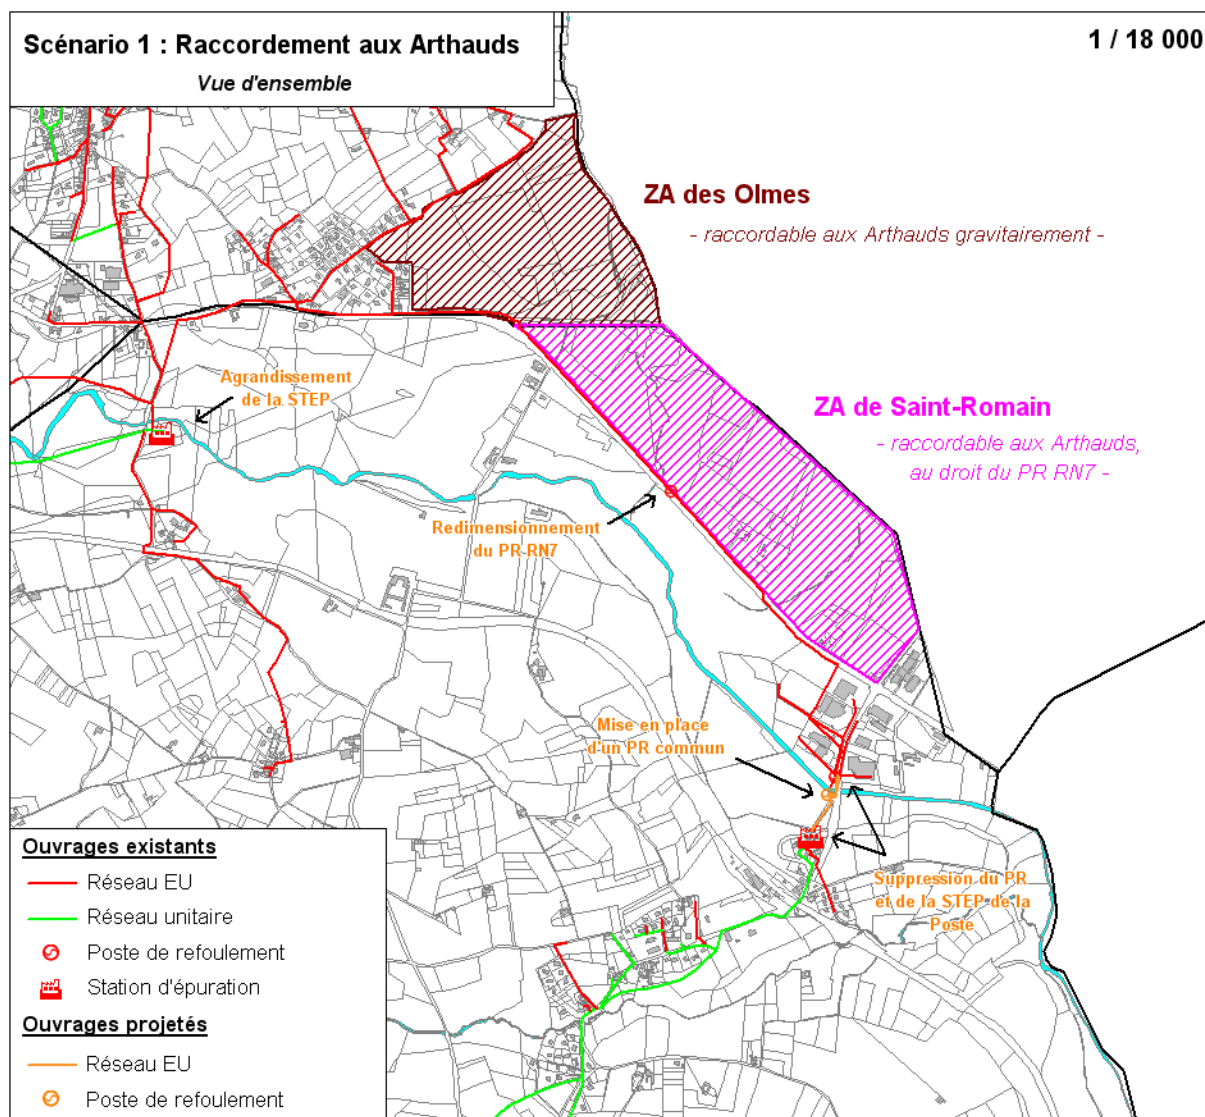 Scénario 1 : Raccordement aux Arthauds
Vue d'ensemble
1 / 18 000
ZA des Olmes
- raccordable aux Arthauds gravitairement -
ZA de Saint-Romain
- raccordable aux Arthauds,
au droit du PR RN7 -
Agrandissement
de la STEP
Redimensionnement
du PR RN7
Mise en place
d'un PR commun
Suppression du PR
et de la STEP de la
Poste
Ouvrages existants
Réseau EU
Réseau unitaire
Poste de refoulement
Station d'épuration
Ouvrages projetés
Réseau EU
Poste de refoulement